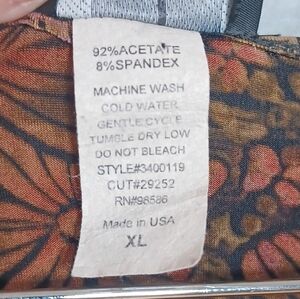 92%ACETATE
8%SPANDEX
MACHINE WASH
COLD WATER
GENTLE CYCLE
TUMBLE DRY LOW
DO NOT BLEACH
STYLE#3400119
CUT#29252
RN#98586
Made in USA
XL